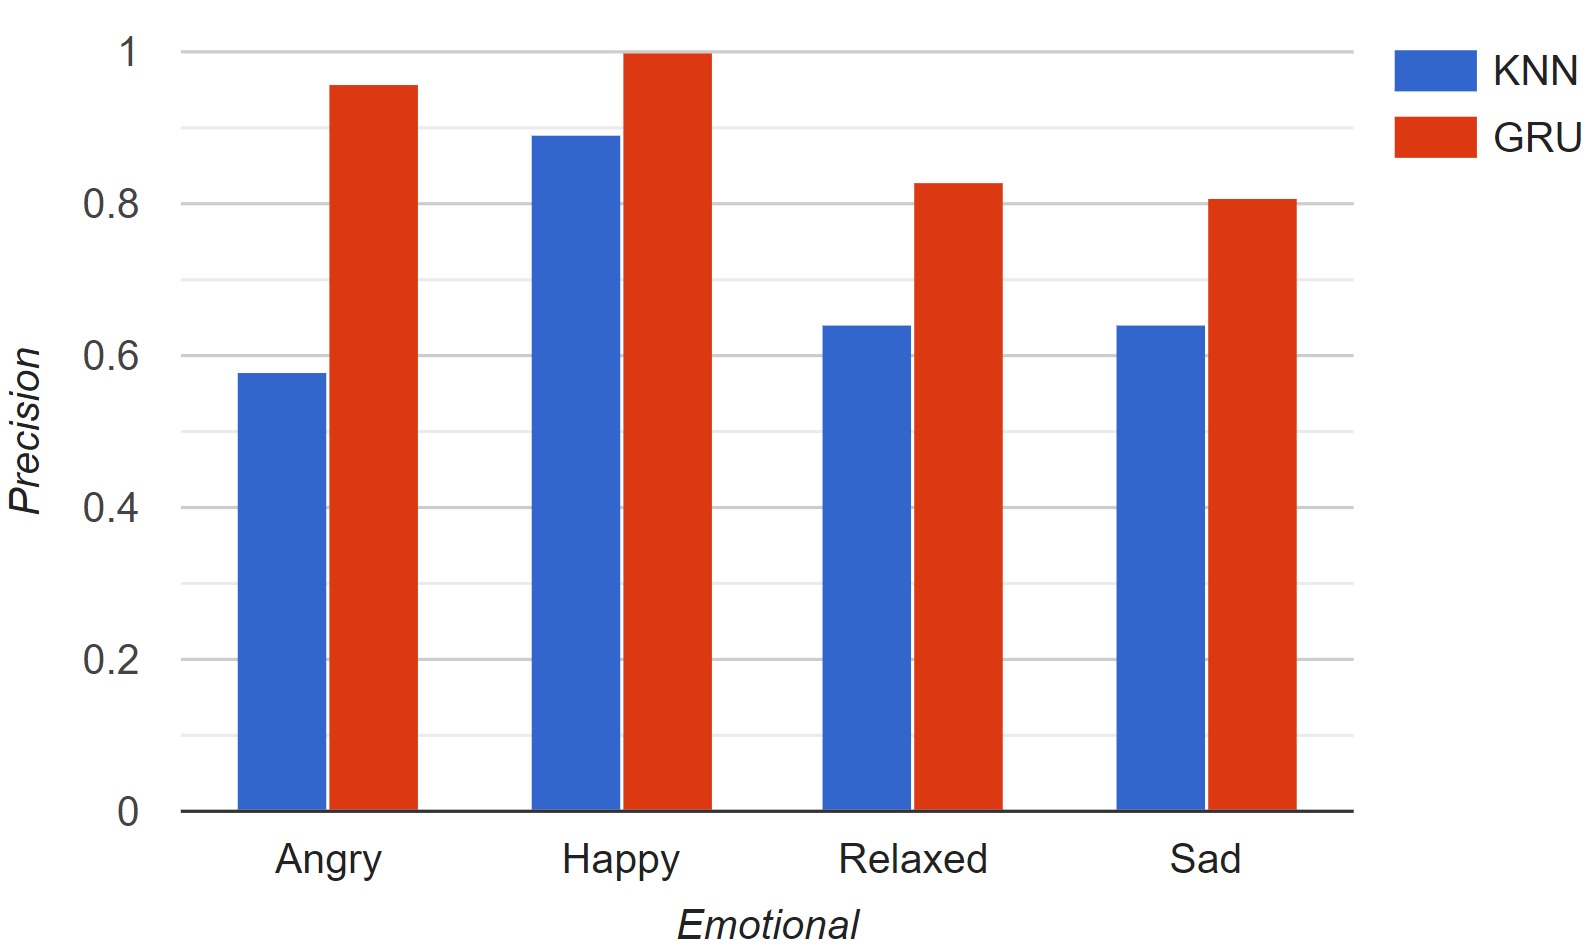 KNN
GRU
Precision
1
0.8
0.6
0.4
0.2
0
Angry Happy Relaxed Sad
Emotional